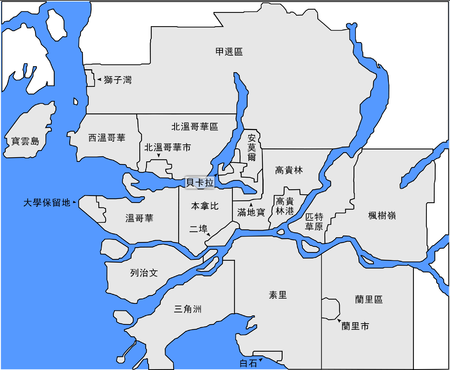 甲選區
獅子灣
寶雲島
西溫哥華
北溫哥華區
北溫哥華市
安莫爾
高貴林
貝卡拉
大學保留地
溫哥華
本拿比
二埠
滿地寶
高貴林港
匹特草原
楓樹嶺
列治文
三角洲
素里
蘭里區
蘭里市
白石